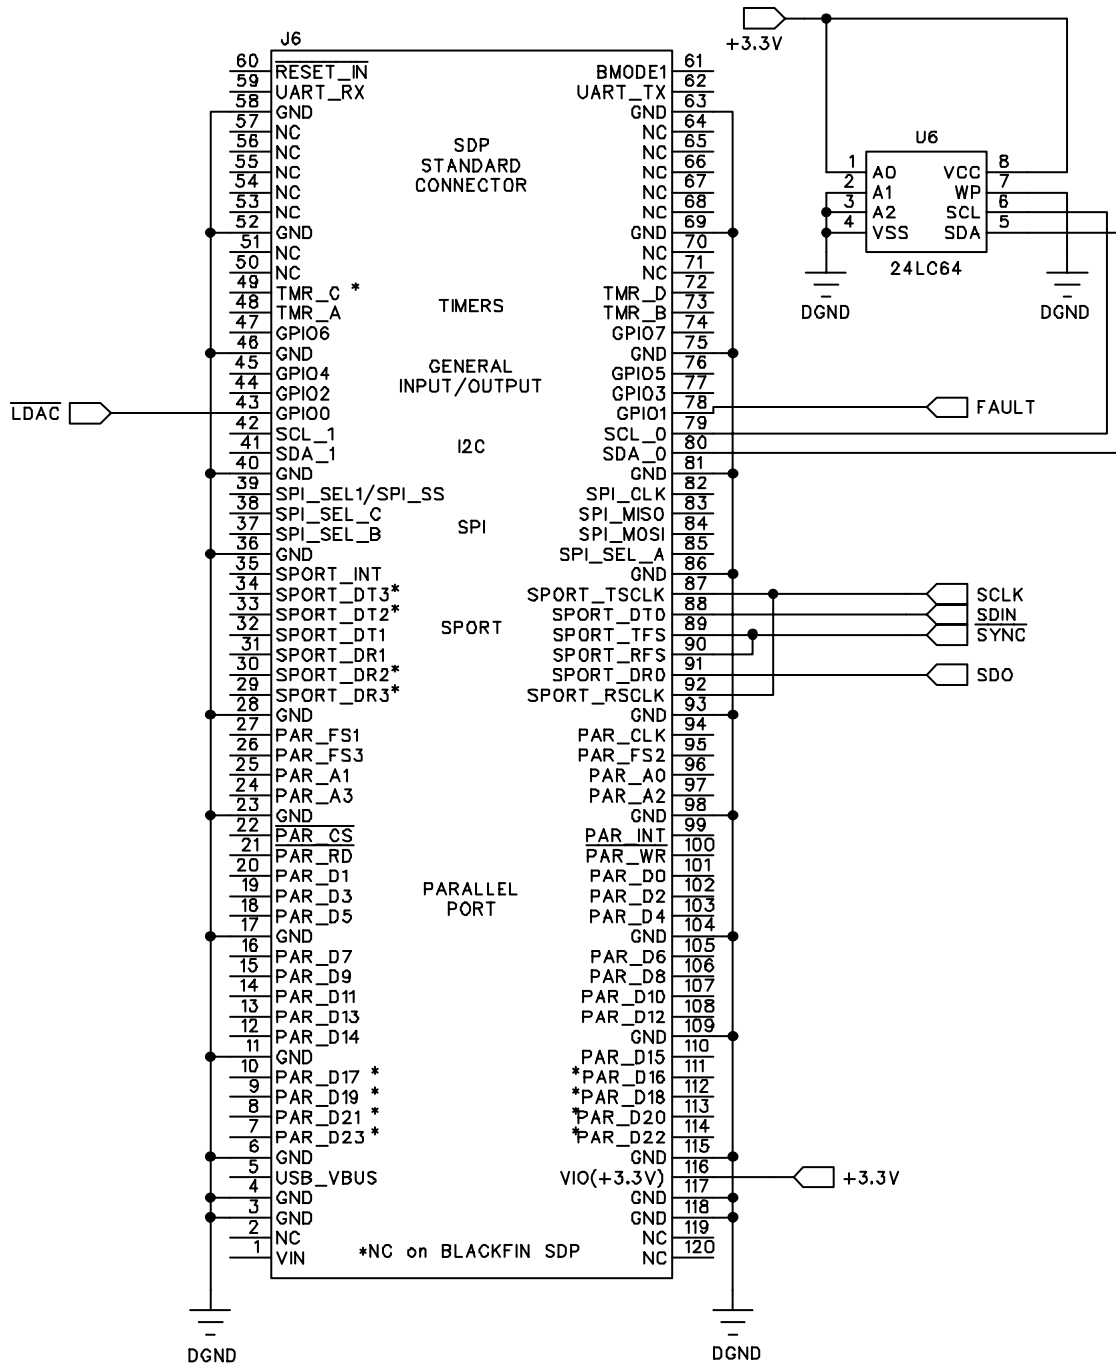 J6
SDP
STANDARD
CONNECTOR
TIMERS
GENERAL
INPUT/OUTPUT
I2C
SPI
SPORT
PARALLEL
PORT
*NC on BLACKFIN SDP
60 RESET_IN
59 UART_RX
58 GND
57 NC
56 NC
55 NC
54 NC
53 NC
52 GND
51 NC
50 NC
49 TMR_C *
48 TMR_A
47 GPIO6
46 GND
45 GPIO4
44 GPIO2
43 GPIO0
42 SCL_1
41 SDA_1
40 GND
39 SPI_SEL1/SPI_SS
38 SPI_SEL_C
37 SPI_SEL_B
36 GND
35 SPORT_INT
34 SPORT_DT3*
33 SPORT_DT2*
32 SPORT_DT1
31 SPORT_DR1
30 SPORT_DR2*
29 SPORT_DR3*
28 GND
27 PAR_FS1
26 PAR_FS3
25 PAR_A1
24 PAR_A3
23 GND
22 PAR_CS
21 PAR_RD
20 PAR_D1
19 PAR_D3
18 PAR_D5
17 GND
16 PAR_D7
15 PAR_D9
14 PAR_D11
13 PAR_D13
12 PAR_D14
11 GND
10 PAR_D17 *
9 PAR_D19 *
8 PAR_D21 *
7 PAR_D23 *
6 GND
5 USB_VBUS
4 GND
3 GND
2 NC
1 VIN
BMODE1 61
UART_TX 62
GND 63
NC 64
NC 65
NC 66
NC 67
NC 68
GND 69
NC 70
NC 71
TMR_D 72
TMR_B 73
GPIO7 74
GND 75
GPIO5 76
GPIO3 77
GPIO1 78
SCL_0 79
SDA_0 80
GND 81
SPI_CLK 82
SPI_MISO 83
SPI_MOSI 84
SPI_SEL_A 85
GND 86
SPORT_TSCLK 87
SPORT_DT0 88
SPORT_TFS 89
SPORT_RFS 90
SPORT_DR0 91
SPORT_RSCLK 92
GND 93
PAR_CLK 94
PAR_FS2 95
PAR_A0 96
PAR_A2 97
GND 98
PAR_INT 99
PAR_WR 100
PAR_D0 101
PAR_D2 102
PAR_D4 103
GND 104
PAR_D6 105
PAR_D8 106
PAR_D10 107
PAR_D12 108
GND 109
PAR_D15 110
*PAR_D16 111
*PAR_D18 112
*PAR_D20 113
*PAR_D22 114
GND 115
VIO(+3.3V) 116
GND 117
GND 118
NC 119
NC 120
LDAC
DGND
DGND
+3.3V
U6
1 A0 VCC 8
2 A1 WP 7
3 A2 SCL 6
4 VSS SDA 5
24LC64
DGND
DGND
FAULT
SCLK
SDIN
SYNC
SDO
+3.3V